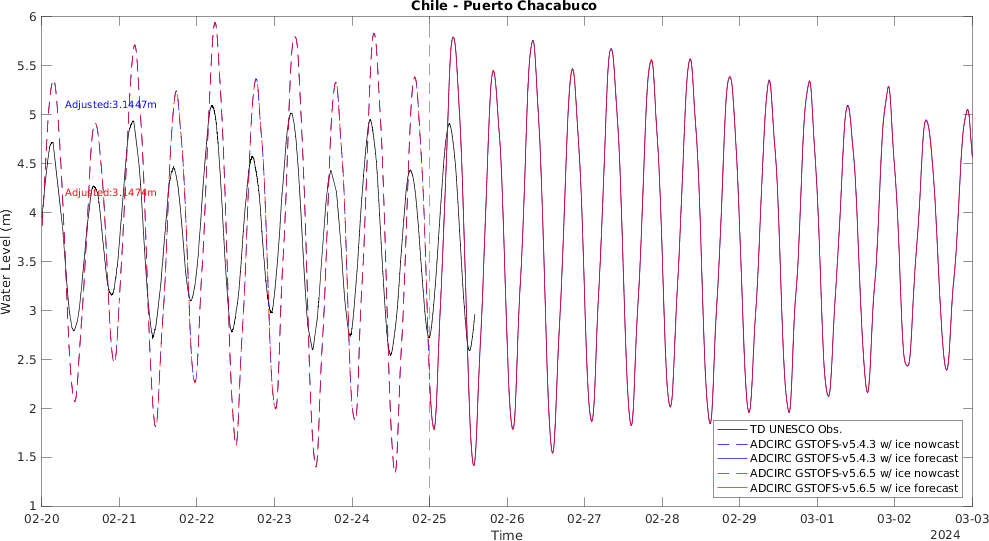 Chile - Puerto Chacabuco
6
5.5
5
4.5
4
3.5
3
2.5
2
1.5
1
Water Level (m)
Adjusted:3.1447m
Adjusted:3.1474m
TD UNESCO Obs.
ADCIRC GSTOFS-v5.4.3 w/ ice nowcast
ADCIRC GSTOFS-v5.4.3 w/ ice forecast
ADCIRC GSTOFS-v5.6.5 w/ ice nowcast
ADCIRC GSTOFS-v5.6.5 w/ ice forecast
02-20 02-21 02-22 02-23 02-24 02-25 02-26 02-27 02-28 02-29 03-01 03-02 03-03
Time
2024